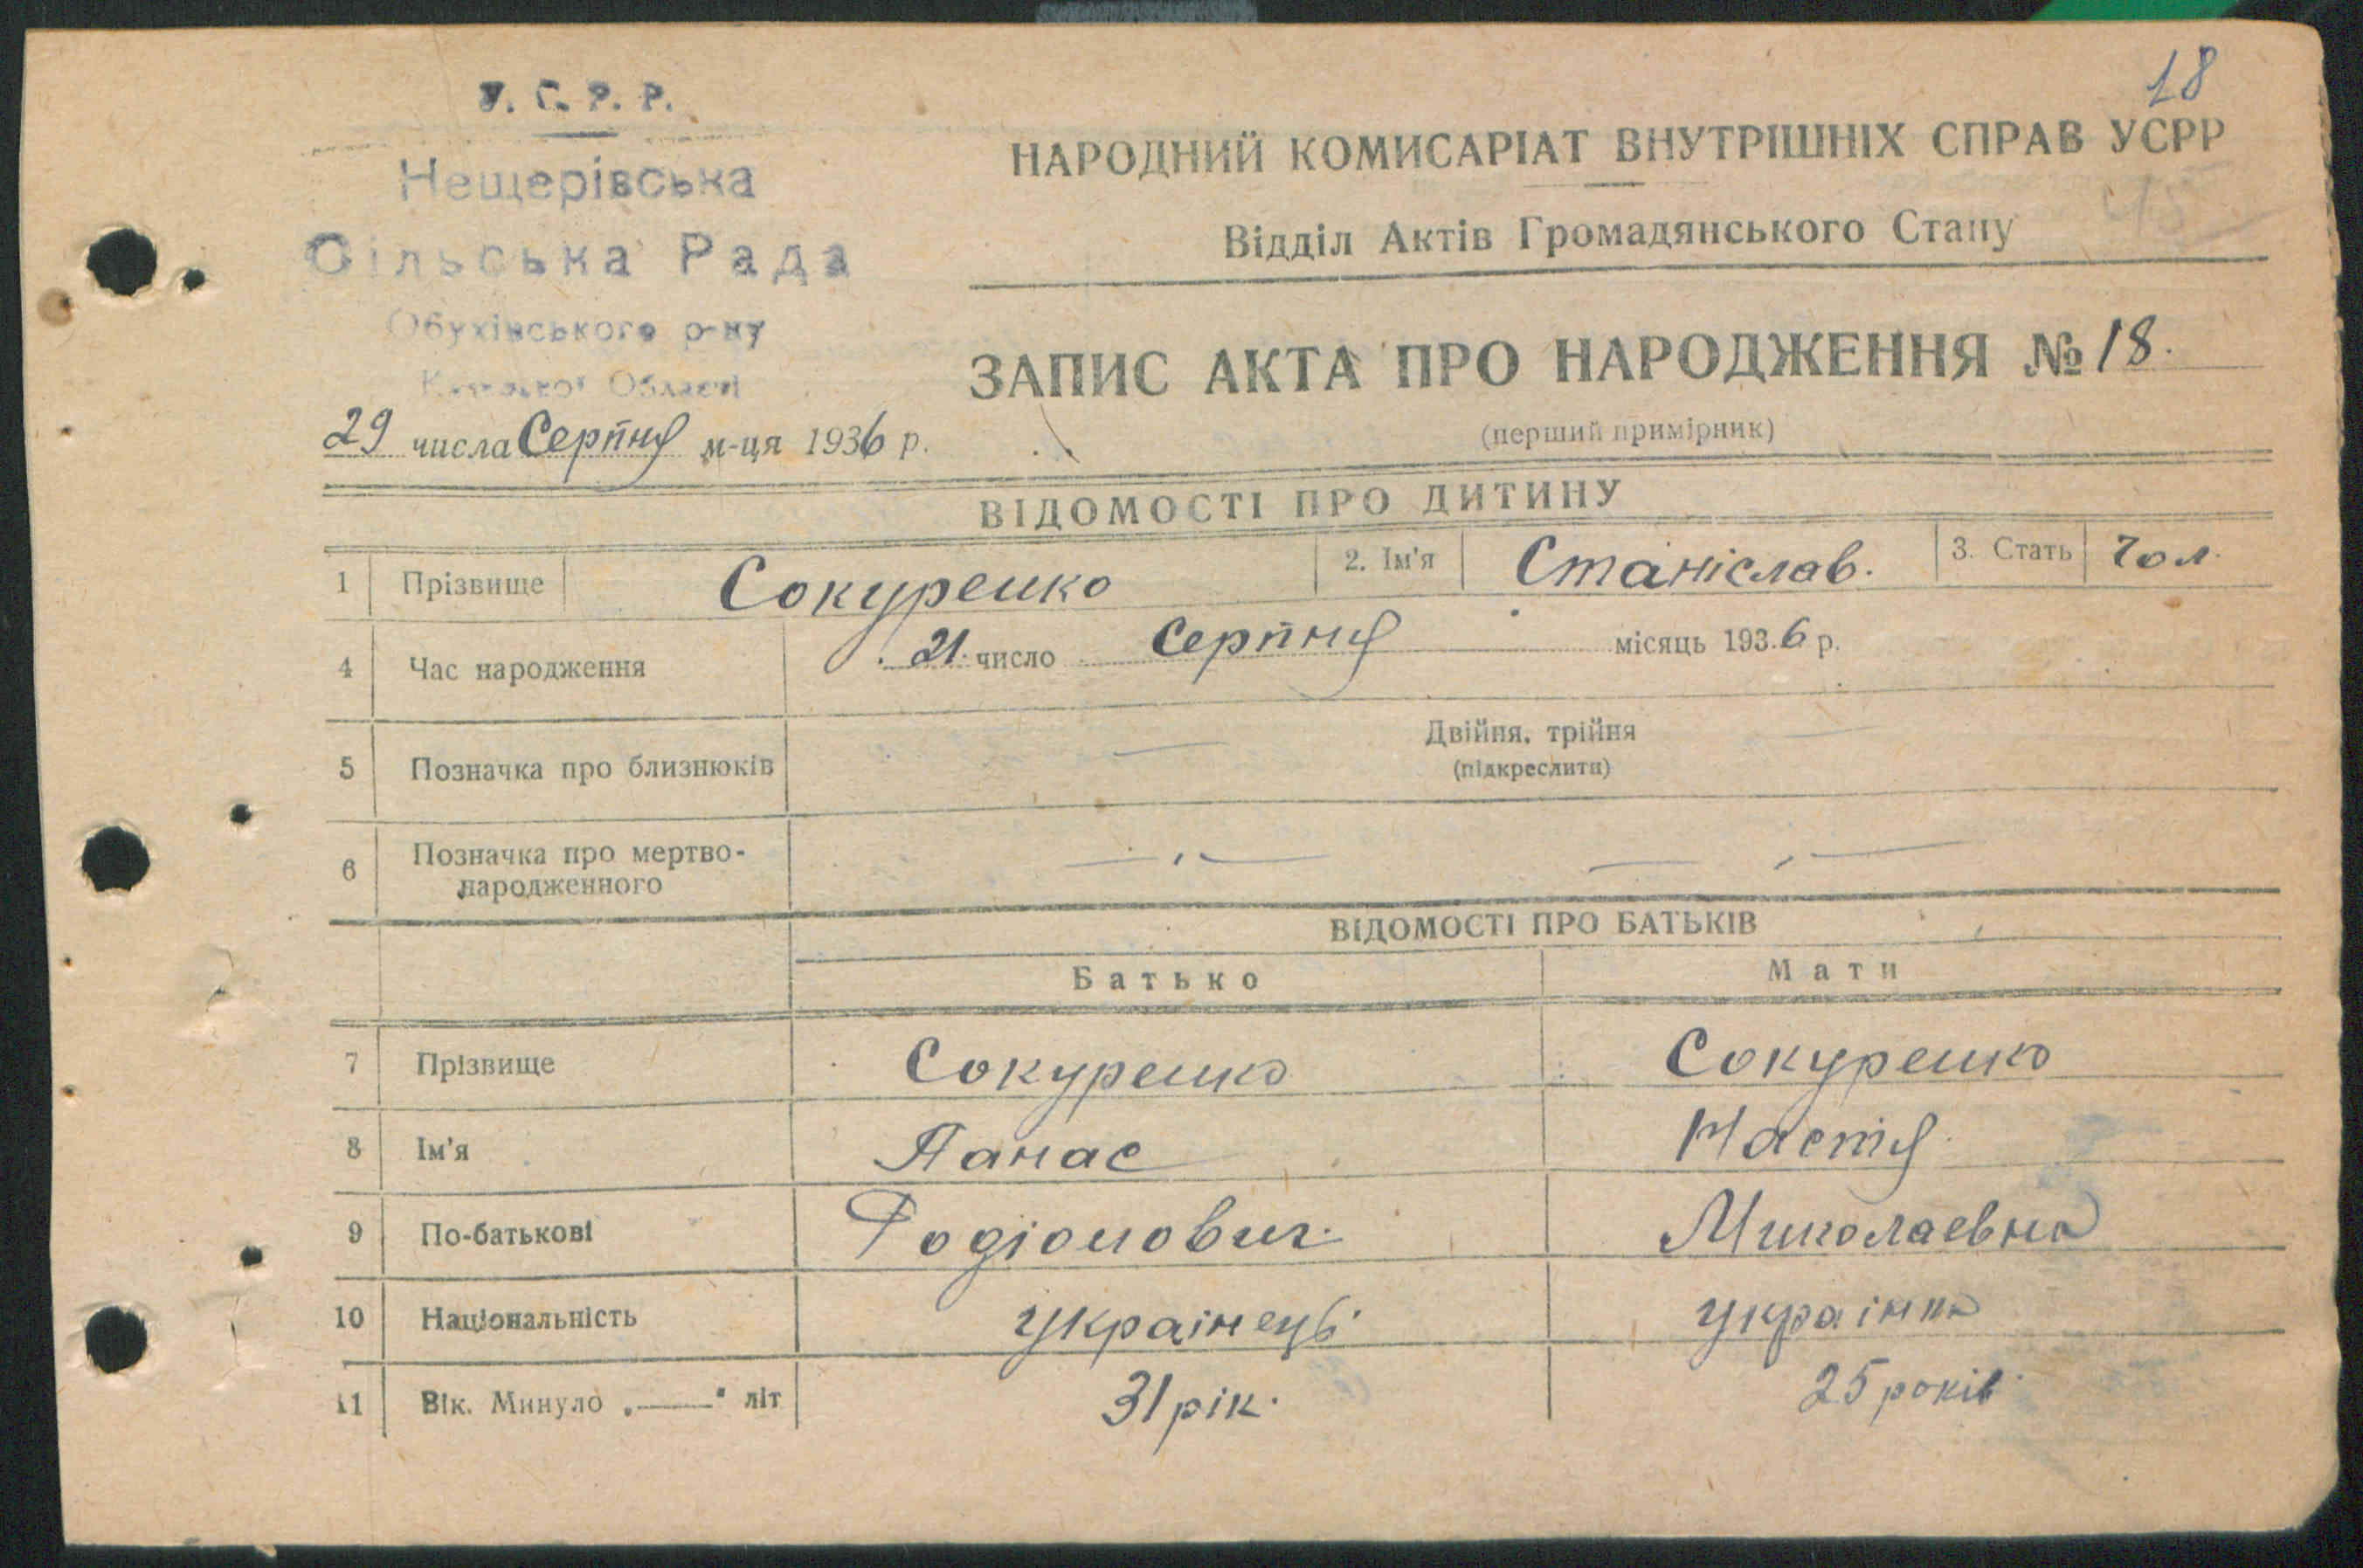 18
У. С. Р. Р.
Нещерівська
Сільська Рада
Обухівського р-ну
Київської Області
29 числа Серпня м-ця 1936 р.
НАРОДНИЙ КОМИСАРІАТ ВНУТРІШНІХ СПРАВ УСРР
Відділ Актів Громадянського Стану
ЗАПИС АКТА ПРО НАРОДЖЕННЯ № 18.
(перший примірник)
ВІДОМОСТІ ПРО ДИТИНУ
1 Прізвище Сокуренко 2. Ім'я Станіслав. 3. Стать Чол.
4 Час народження 21. число Серпня місяць 1936 р.
5 Позначка про близнюків — Двійня, трійня —
(підкреслити)
6 Позначка про мертво-
народженного —,,— —,,—
ВІДОМОСТІ ПРО БАТЬКІВ
Батько Мати
7 Прізвище Сокуренко Сокуренко
8 Ім'я Панас Настя
9 По-батькові Родіонович. Миколаевна
10 Національність українець українка
11 Вік. Минуло „——" літ 31 рік. 25 років